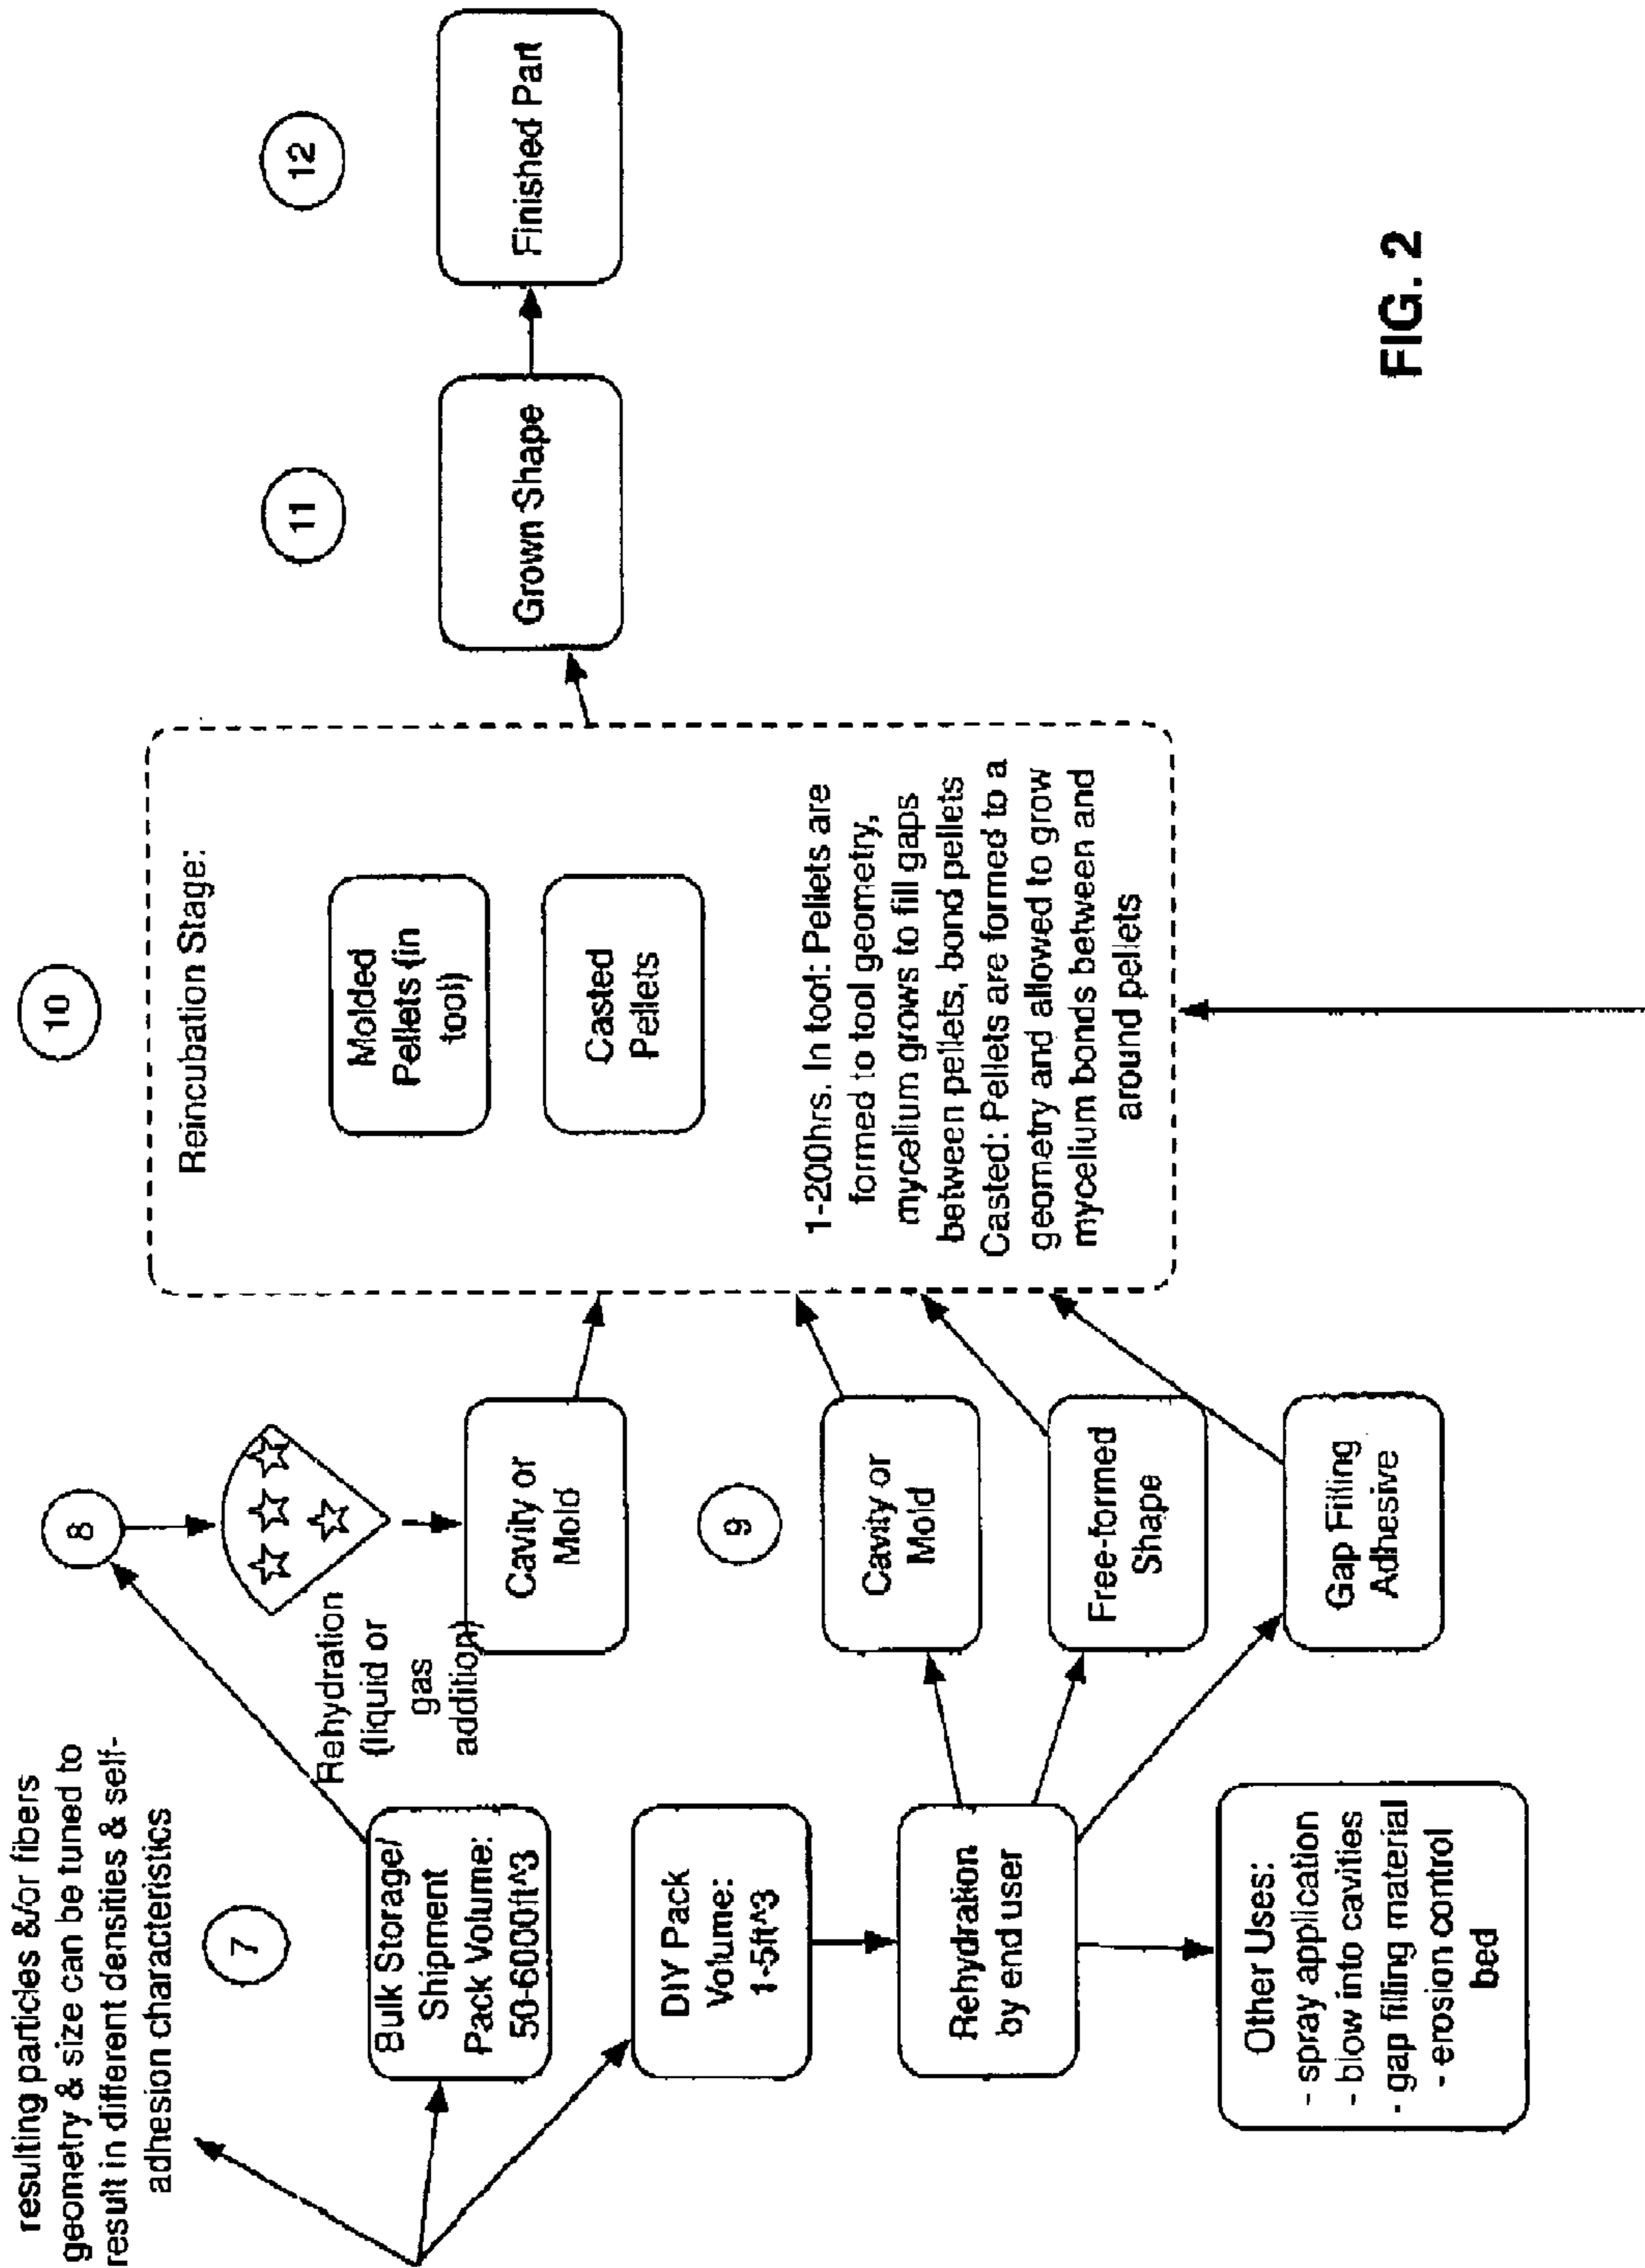 resulting particles &/or fibers
geometry & size can be tuned to
result in different densities & self-
adhesion characteristics
7
Bulk Storage/
Shipment
Pack Volume:
50-6000ft^3
DIY Pack
Volume:
1-5ft^3
Rehydration
by end user
Other Uses:
- spray application
- blow into cavities
- gap filling material
- erosion control
bed
8
Rehydration
(liquid or
gas
addition)
Cavity or
Mold
9
Cavity or
Mold
Free-formed
Shape
Gap Filling
Adhesive
10
Reincubation Stage:
Molded
Pellets (in
tool)
Casted
Pellets
1-200hrs. In tool: Pellets are
formed to tool geometry,
mycelium grows to fill gaps
between pellets, bond pellets
Casted: Pellets are formed to a
geometry and allowed to grow
mycelium bonds between and
around pellets
11
Grown Shape
12
Finished Part
FIG. 2